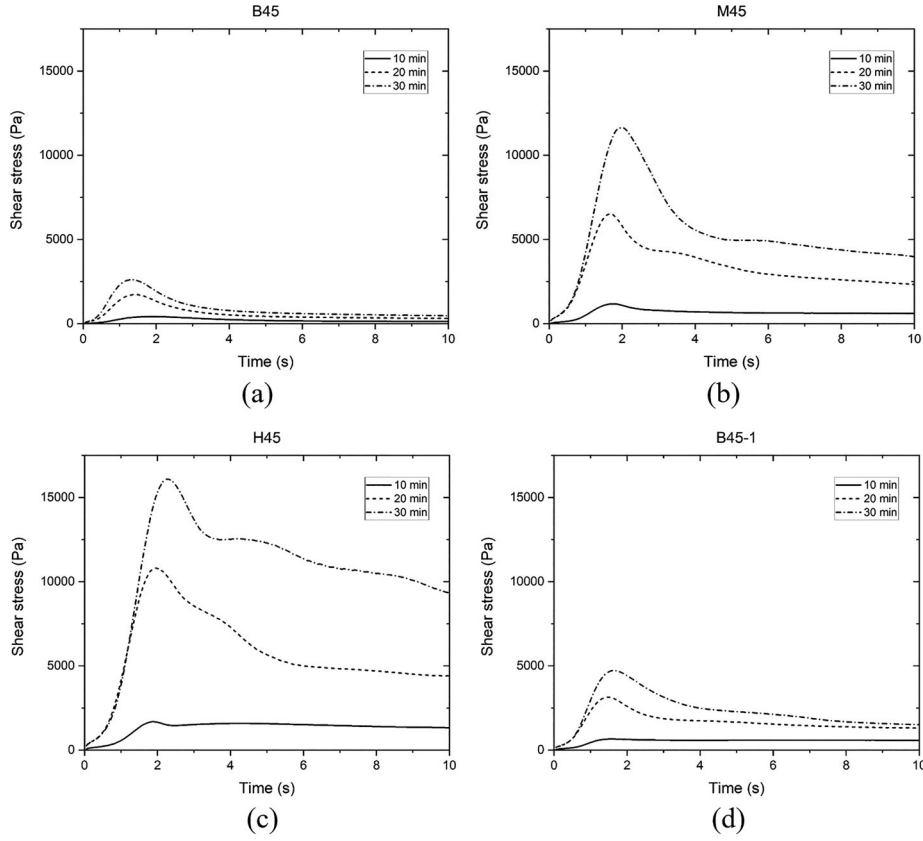 B45
15000
10000
5000
0
Shear stress (Pa)
10 min
20 min
30 min
0 2 4 6 8 10
Time (s)
(a)
M45
15000
10000
5000
0
Shear stress (Pa)
10 min
20 min
30 min
0 2 4 6 8 10
Time (s)
(b)
H45
15000
10000
5000
0
Shear stress (Pa)
10 min
20 min
30 min
0 2 4 6 8 10
Time (s)
(c)
B45-1
15000
10000
5000
0
Shear stress (Pa)
10 min
20 min
30 min
0 2 4 6 8 10
Time (s)
(d)